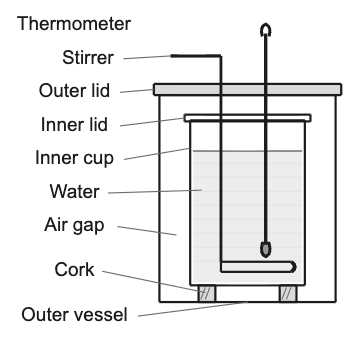 Thermometer
Stirrer
Outer lid
Inner lid
Inner cup
Water
Air gap
Cork
Outer vessel